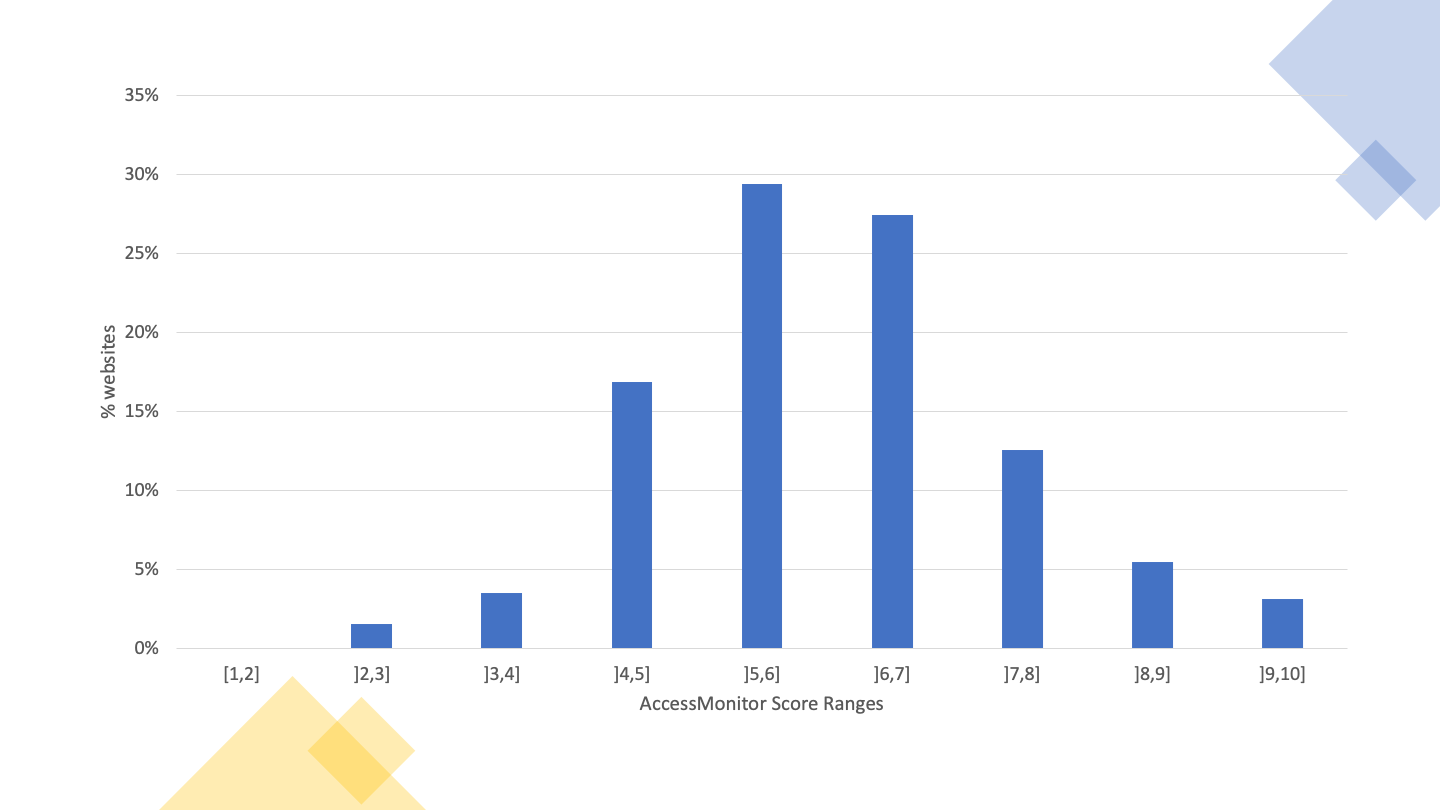 35%
30%
25%
20%
15%
10%
5%
0%
% websites
[1,2] ]2,3] ]3,4] ]4,5] ]5,6] ]6,7] ]7,8] ]8,9] ]9,10]
AccessMonitor Score Ranges